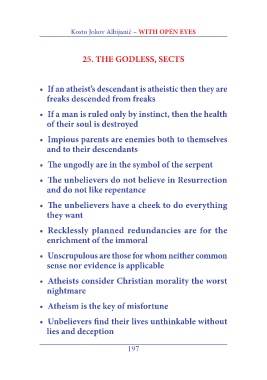 Kosto Jokov Albijanić – WITH OPEN EYES
25. THE GODLESS, SECTS
• If an atheist's descendant is atheistic then they are
freaks descended from freaks
• If a man is ruled only by instinct, then the health
of their soul is destroyed
• Impious parents are enemies both to themselves
and to their descendants
• The ungodly are in the symbol of the serpent
• The unbelievers do not believe in Resurrection
and do not like repentance
• The unbelievers have a cheek to do everything
they want
• Recklessly planned redundancies are for the
enrichment of the immoral
• Unscrupulous are those for whom neither common
sense nor evidence is applicable
• Atheists consider Christian morality the worst
nightmare
• Atheism is the key of misfortune
• Unbelievers find their lives unthinkable without
lies and deception
197